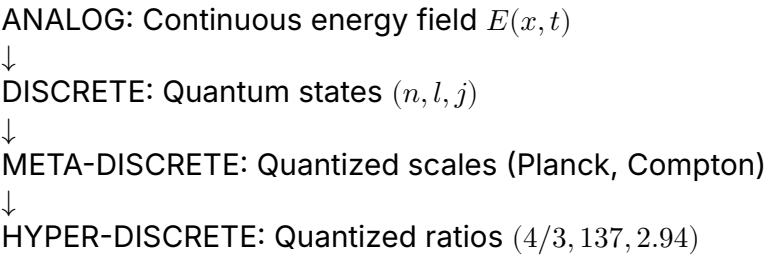 ANALOG: Continuous energy field E(x, t)
↓
DISCRETE: Quantum states (n, l, j)
↓
META-DISCRETE: Quantized scales (Planck, Compton)
↓
HYPER-DISCRETE: Quantized ratios (4/3, 137, 2.94)